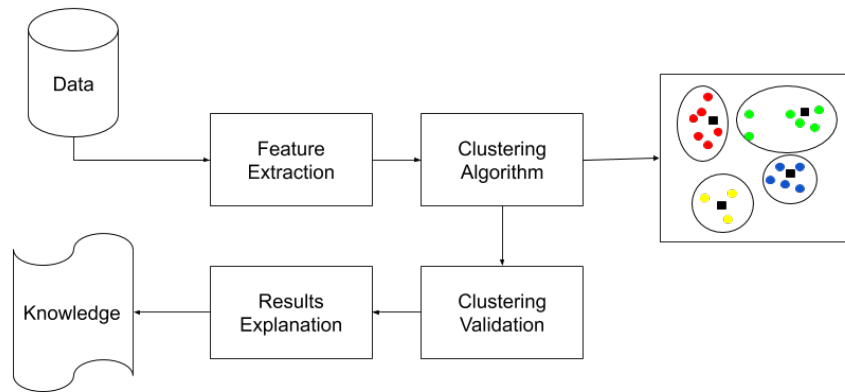 Data
Feature
Extraction
Clustering
Algorithm
Knowledge
Results
Explanation
Clustering
Validation